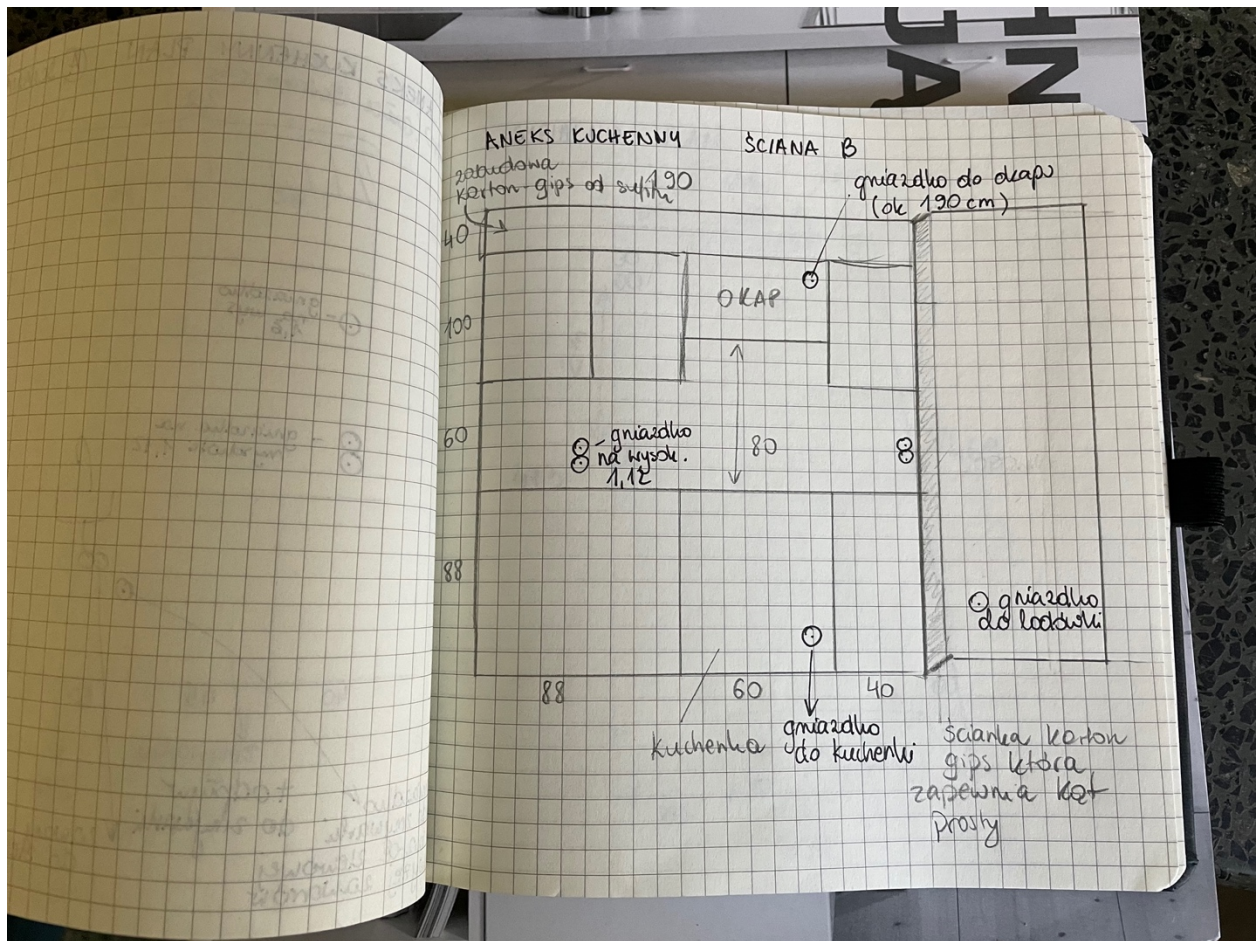 ANEKS KUCHENNY ŚCIANA B
zabudowa
karton-gips od sufitu
190
gniazdko do okapu
(ok 190 cm)
40
100
OKAP
60
gniazdko
na wysok.
1,12
80
88
gniazdko
do lodówki
88
60
40
kuchenka
gniazdko
do kuchenki
ścianka karton
gips która
zapewnia kąt
prosty